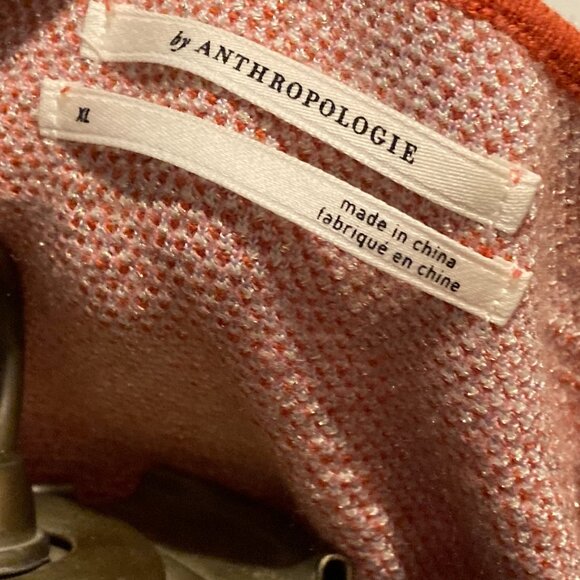 by ANTHROPOLOGIE
XL
made in china
fabriqué en chine